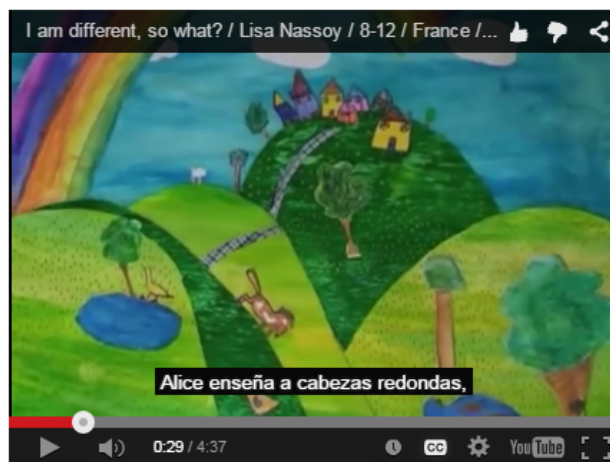 I am different, so what? / Lisa Nassoy / 8-12 / France /...
Alice enseña a cabezas redondas,
0:29 / 4:37
CC
YouTube